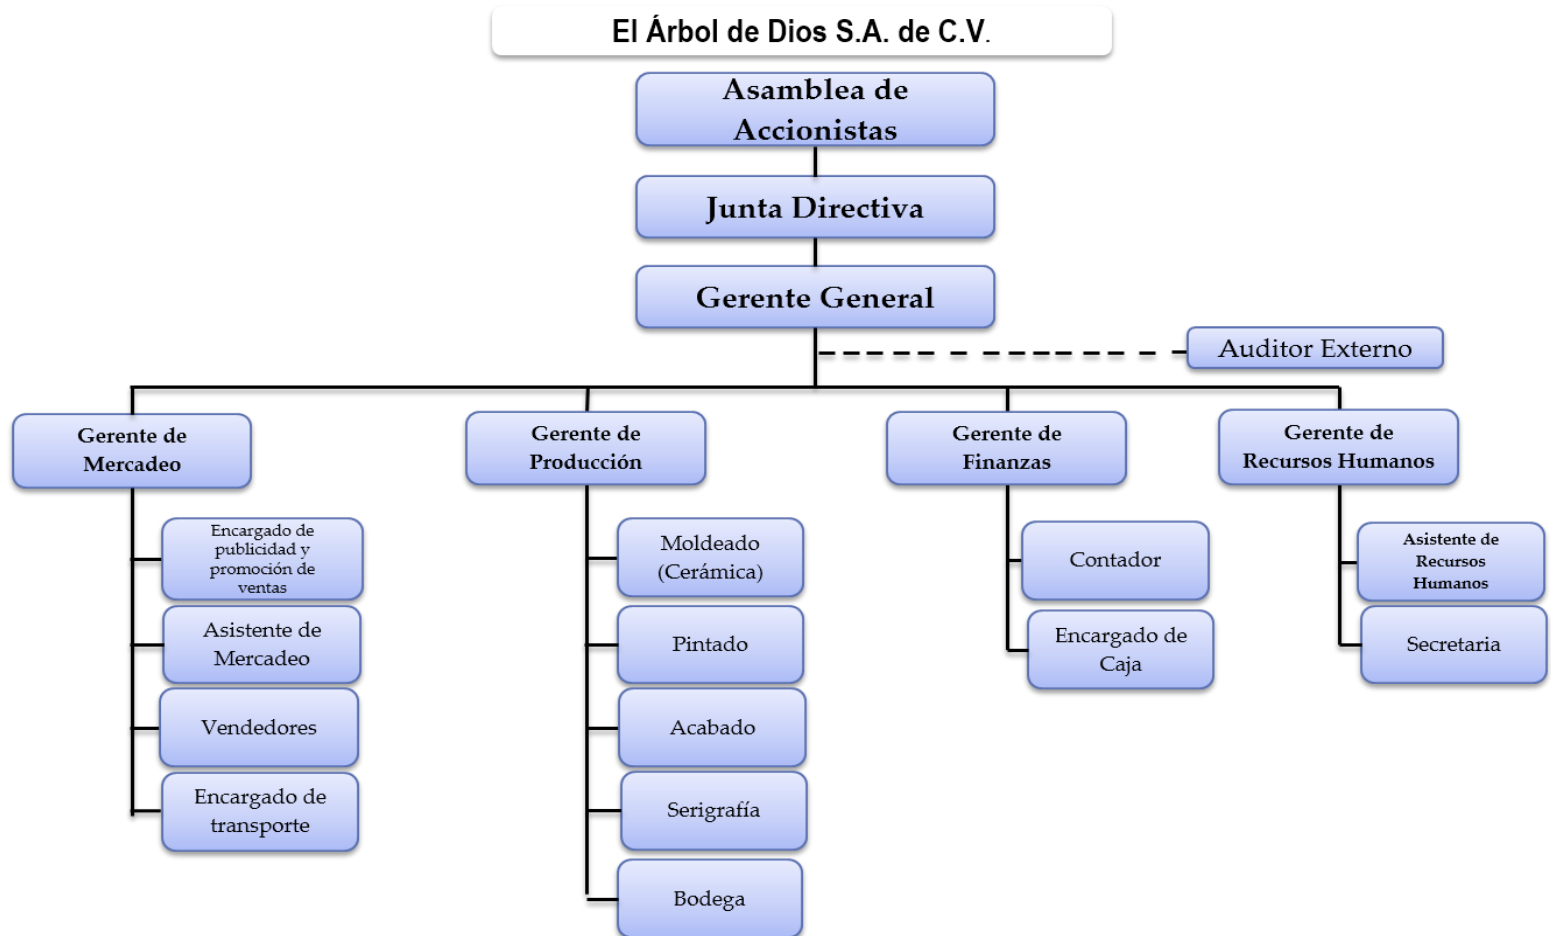 El Árbol de Dios S.A. de C.V.
Asamblea de
Accionistas
Junta Directiva
Gerente General
Auditor Externo
Gerente de
Mercadeo
Encargado de
publicidad y
promoción de
ventas
Asistente de
Mercadeo
Vendedores
Encargado de
transporte
Gerente de
Producción
Moldeado
(Cerámica)
Pintado
Acabado
Serigrafía
Bodega
Gerente de
Finanzas
Contador
Encargado de
Caja
Gerente de
Recursos Humanos
Asistente de
Recursos
Humanos
Secretaria